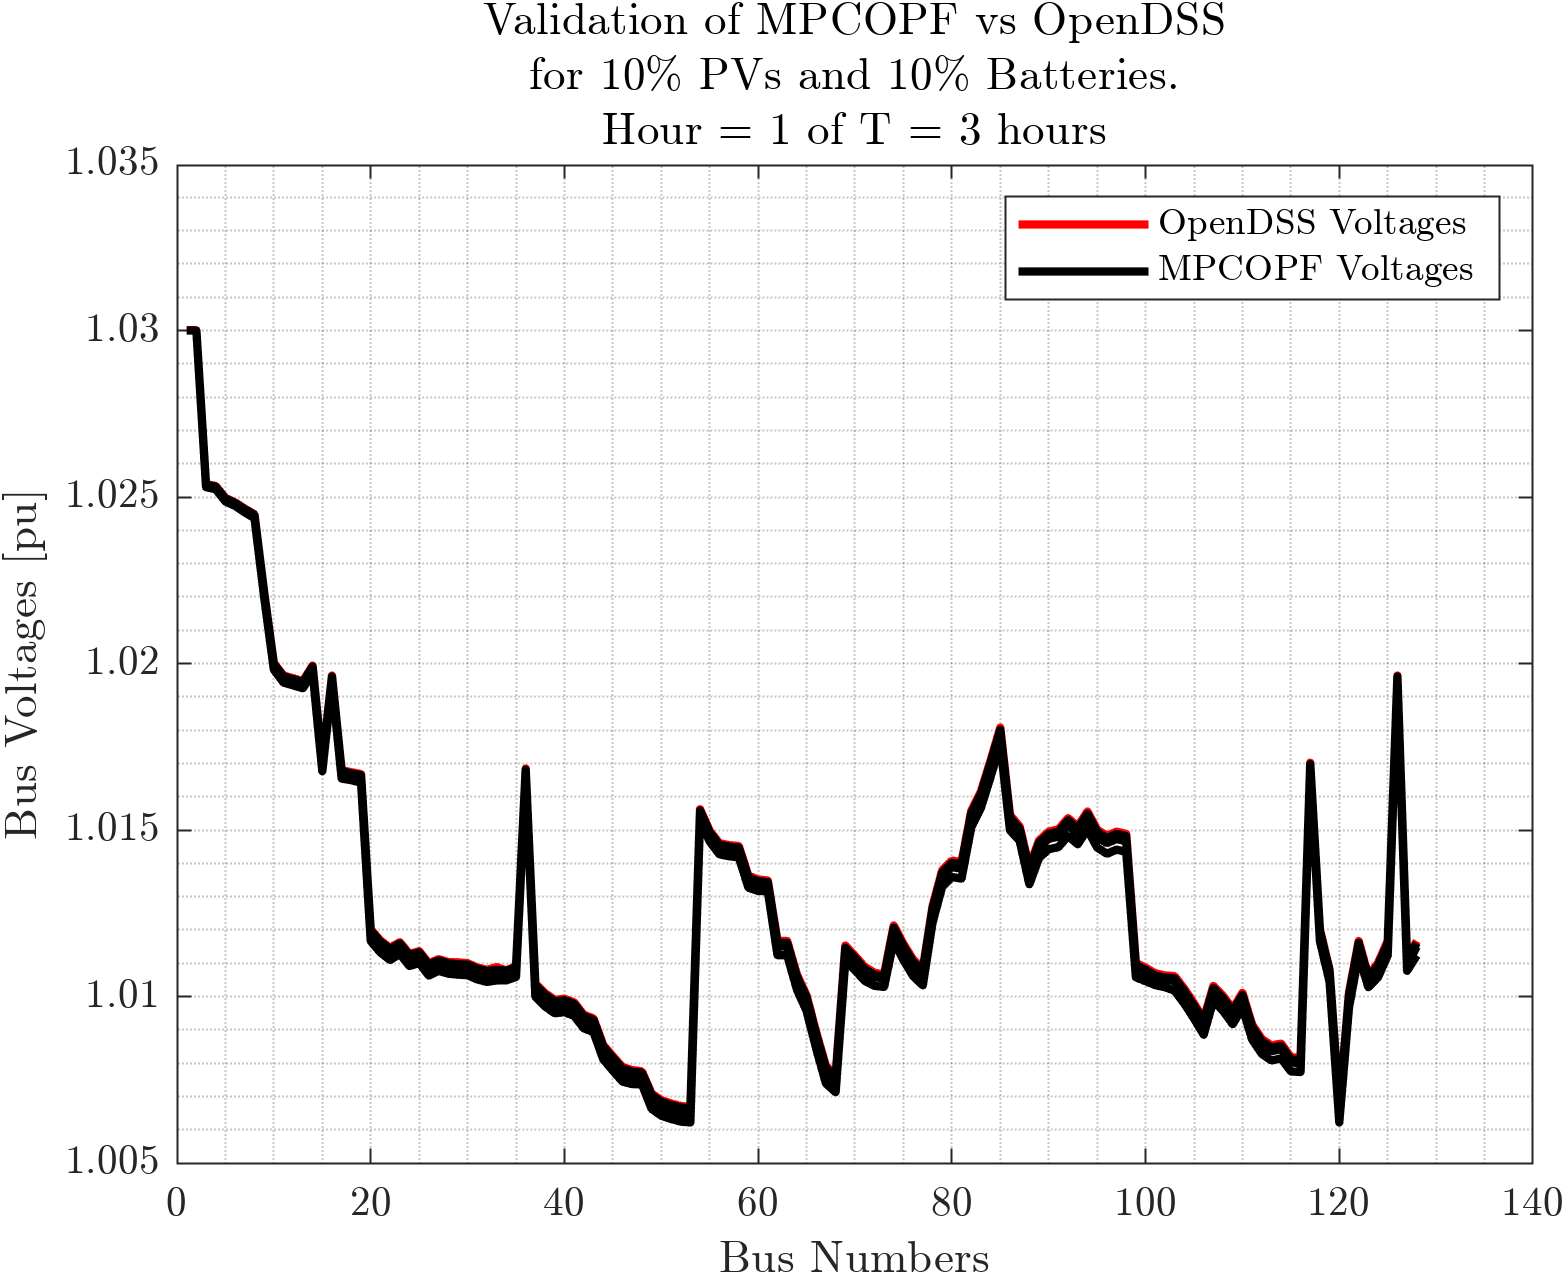 Validation of MPCOPF vs OpenDSS
for 10% PVs and 10% Batteries.
Hour = 1 of T = 3 hours
OpenDSS Voltages
MPCOPF Voltages
Bus Voltages [pu]
1.035
1.03
1.025
1.02
1.015
1.01
1.005
0 20 40 60 80 100 120 140
Bus Numbers